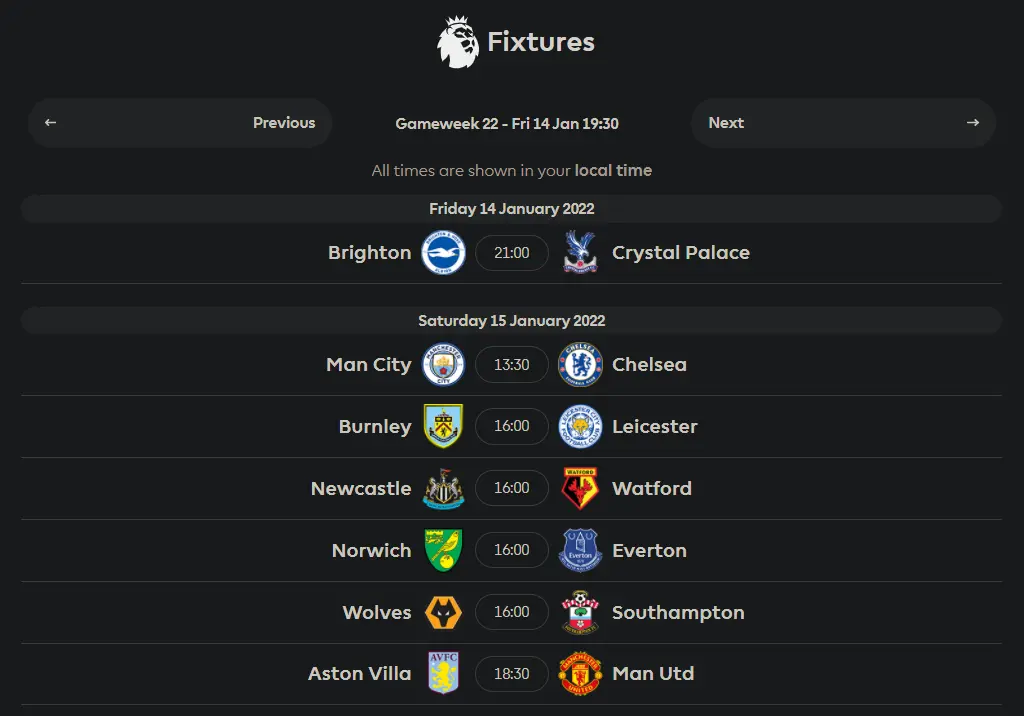 Fixtures
← Previous Gameweek 22 - Fri 14 Jan 19:30 Next →
All times are shown in your local time
Friday 14 January 2022
Brighton 21:00 Crystal Palace
Saturday 15 January 2022
Man City 13:30 Chelsea
Burnley 16:00 Leicester
Newcastle 16:00 Watford
Norwich 16:00 Everton
Wolves 16:00 Southampton
Aston Villa AVFC 18:30 Man Utd